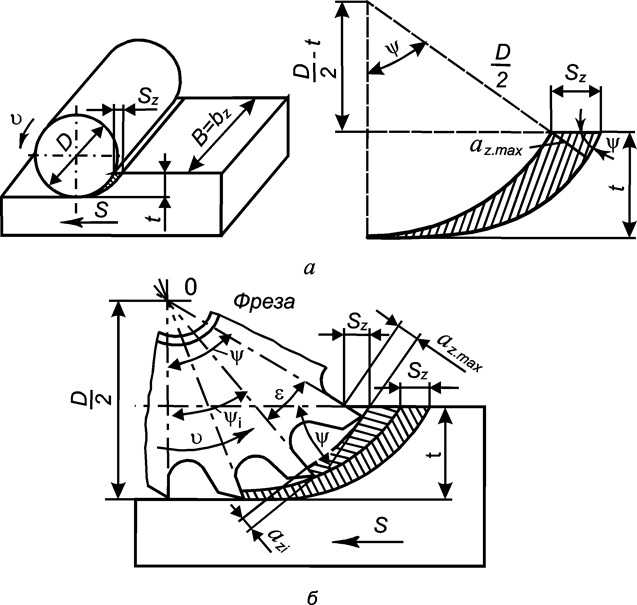 S_z
υ
D
B=b_z
t
S
D/2 - t
ψ
D/2
S_z
a_z.max
ψ
t
а
0
Фреза
S_z
a_z.max
ψ
S_z
D/2
ε
ψ_i
ψ
υ
t
a_zi
S
б